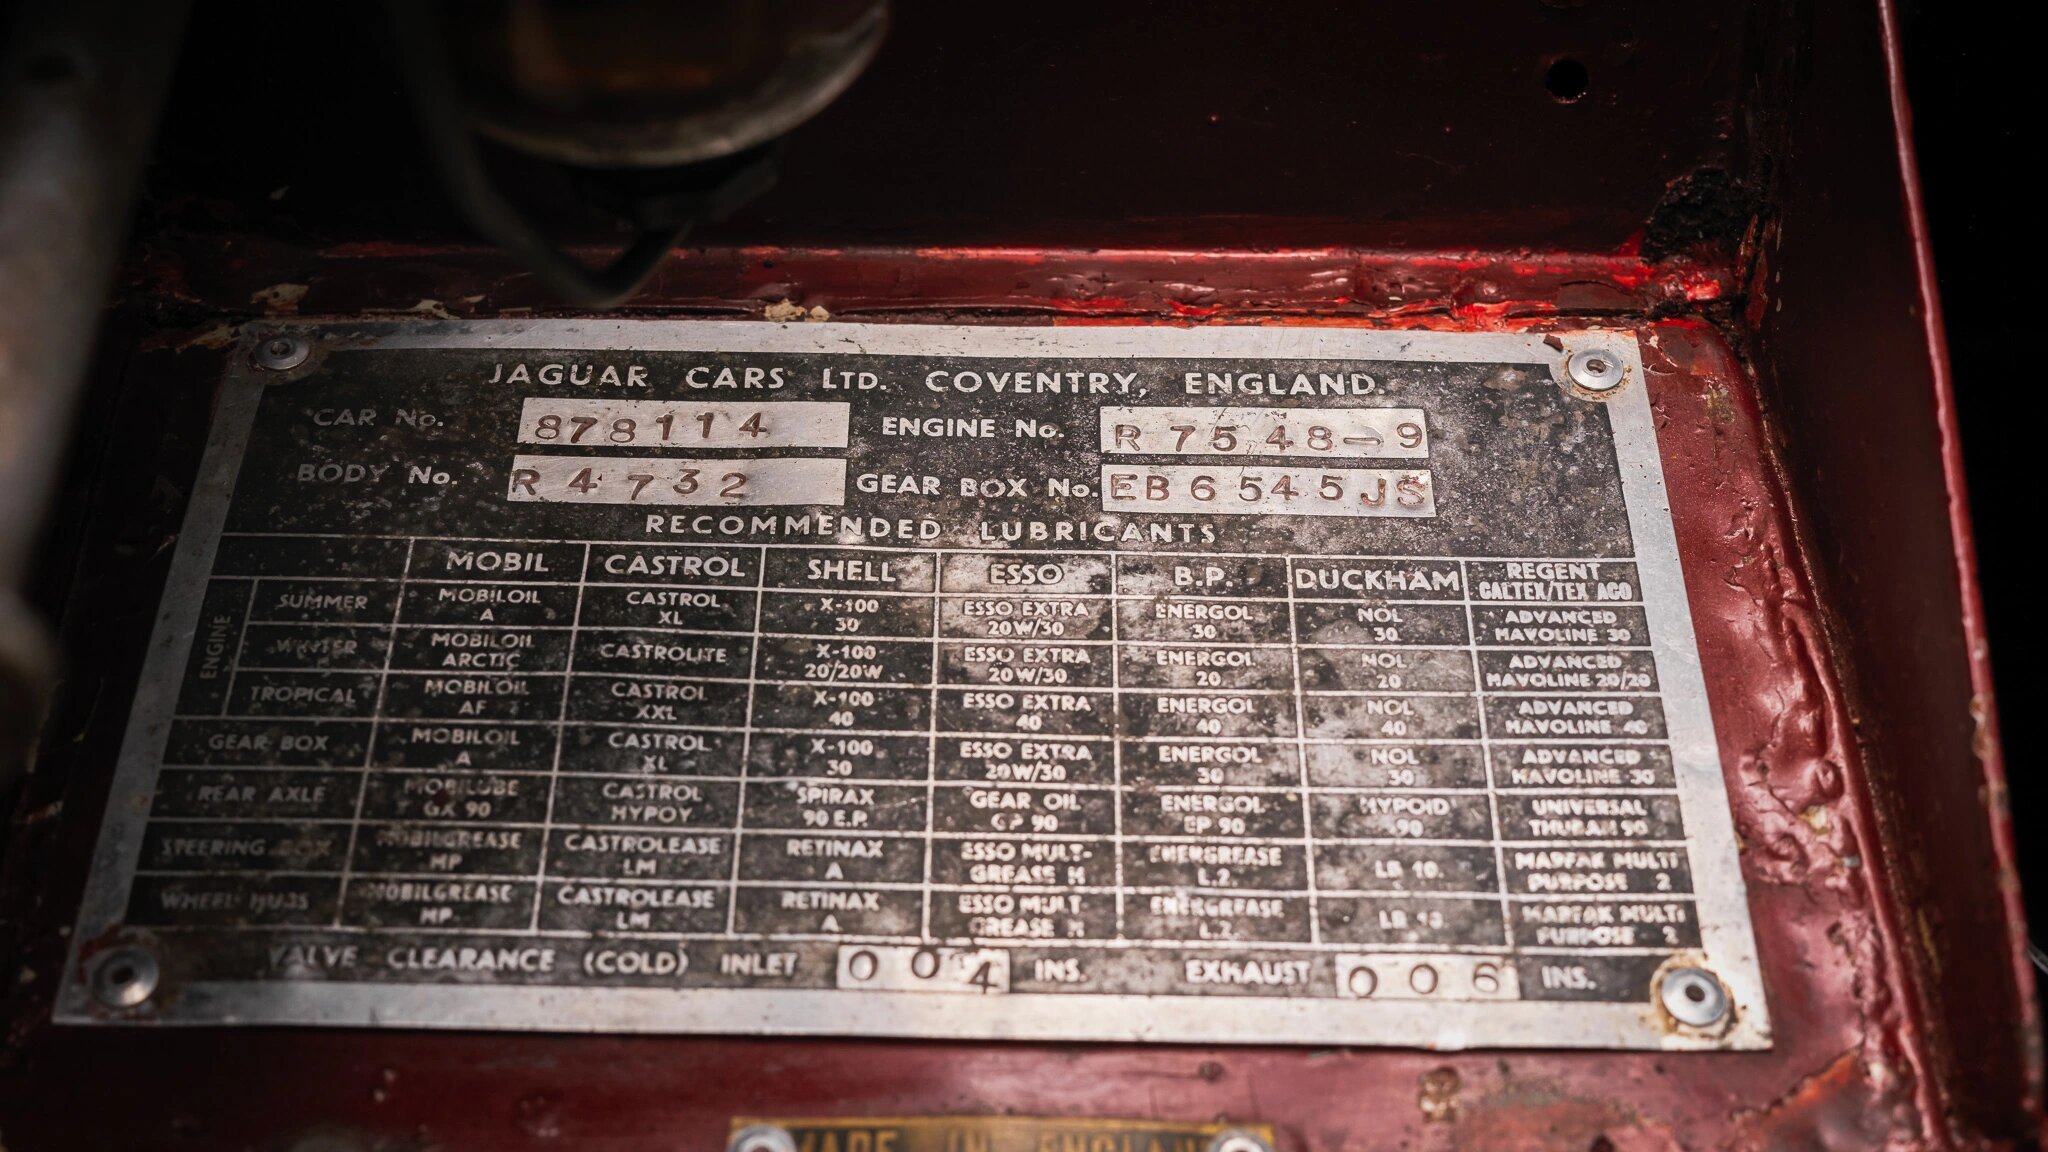 JAGUAR CARS LTD. COVENTRY, ENGLAND.
CAR No. 878114 ENGINE No. R 7548-9
BODY No. R 4732 GEAR BOX No. EB 6545JS
RECOMMENDED LUBRICANTS
MOBIL CASTROL SHELL ESSO B.P. DUCKHAM REGENT CALTEX/TEXACO
ENGINE
SUMMER MOBILOIL A CASTROL XL X-100 30 ESSO EXTRA 20W/30 ENERGOL 30 NOL 30 ADVANCED HAVOLINE 30
WINTER MOBILOIL ARCTIC CASTROLITE X-100 20/20W ESSO EXTRA 20W/30 ENERGOL 20 NOL 20 ADVANCED HAVOLINE 20/20
TROPICAL MOBILOIL AF CASTROL XXL X-100 40 ESSO EXTRA 40 ENERGOL 40 NOL 40 ADVANCED HAVOLINE 40
GEAR BOX MOBILOIL A CASTROL XL X-100 30 ESSO EXTRA 20W/30 ENERGOL 30 NOL 30 ADVANCED HAVOLINE 30
REAR AXLE MOBILUBE GX 90 CASTROL HYPOY SPIRAX 90 E.P. GEAR OIL GP 90 ENERGOL EP 90 HYPOID 90 UNIVERSAL THUBAN 90
STEERING BOX MOBILGREASE MP CASTROLEASE LM RETINAX A ESSO MULTI-GREASE H ENERGREASE L.2. LB 10. MARFAK MULTI PURPOSE 2
WHEEL HUBS MOBILGREASE MP CASTROLEASE LM RETINAX A ESSO MULT. GREASE H ENERGREASE L.2. LB 10 MARFAK MULTI PURPOSE 2
VALVE CLEARANCE (COLD) INLET 004 INS. EXHAUST 006 INS.
MADE IN ENGLAND